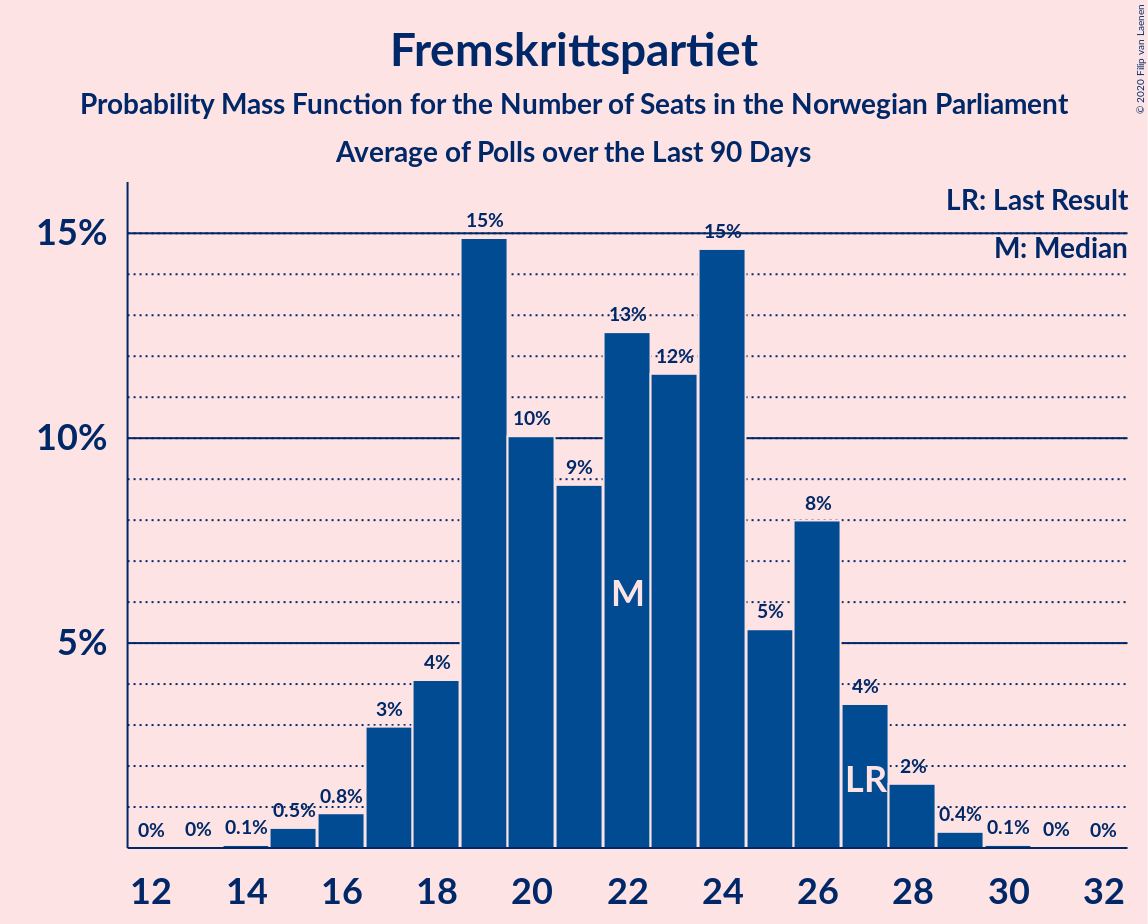 Fremskrittspartiet
Probability Mass Function for the Number of Seats in the Norwegian Parliament
Average of Polls over the Last 90 Days
© 2020 Filip van Laenen
LR: Last Result
M: Median
15%
10%
5%
0%
0%
0.1%
0.5%
0.8%
3%
4%
15%
10%
9%
13%
12%
15%
5%
8%
4%
2%
0.4%
0.1%
0%
0%
M
LR
12 14 16 18 20 22 24 26 28 30 32